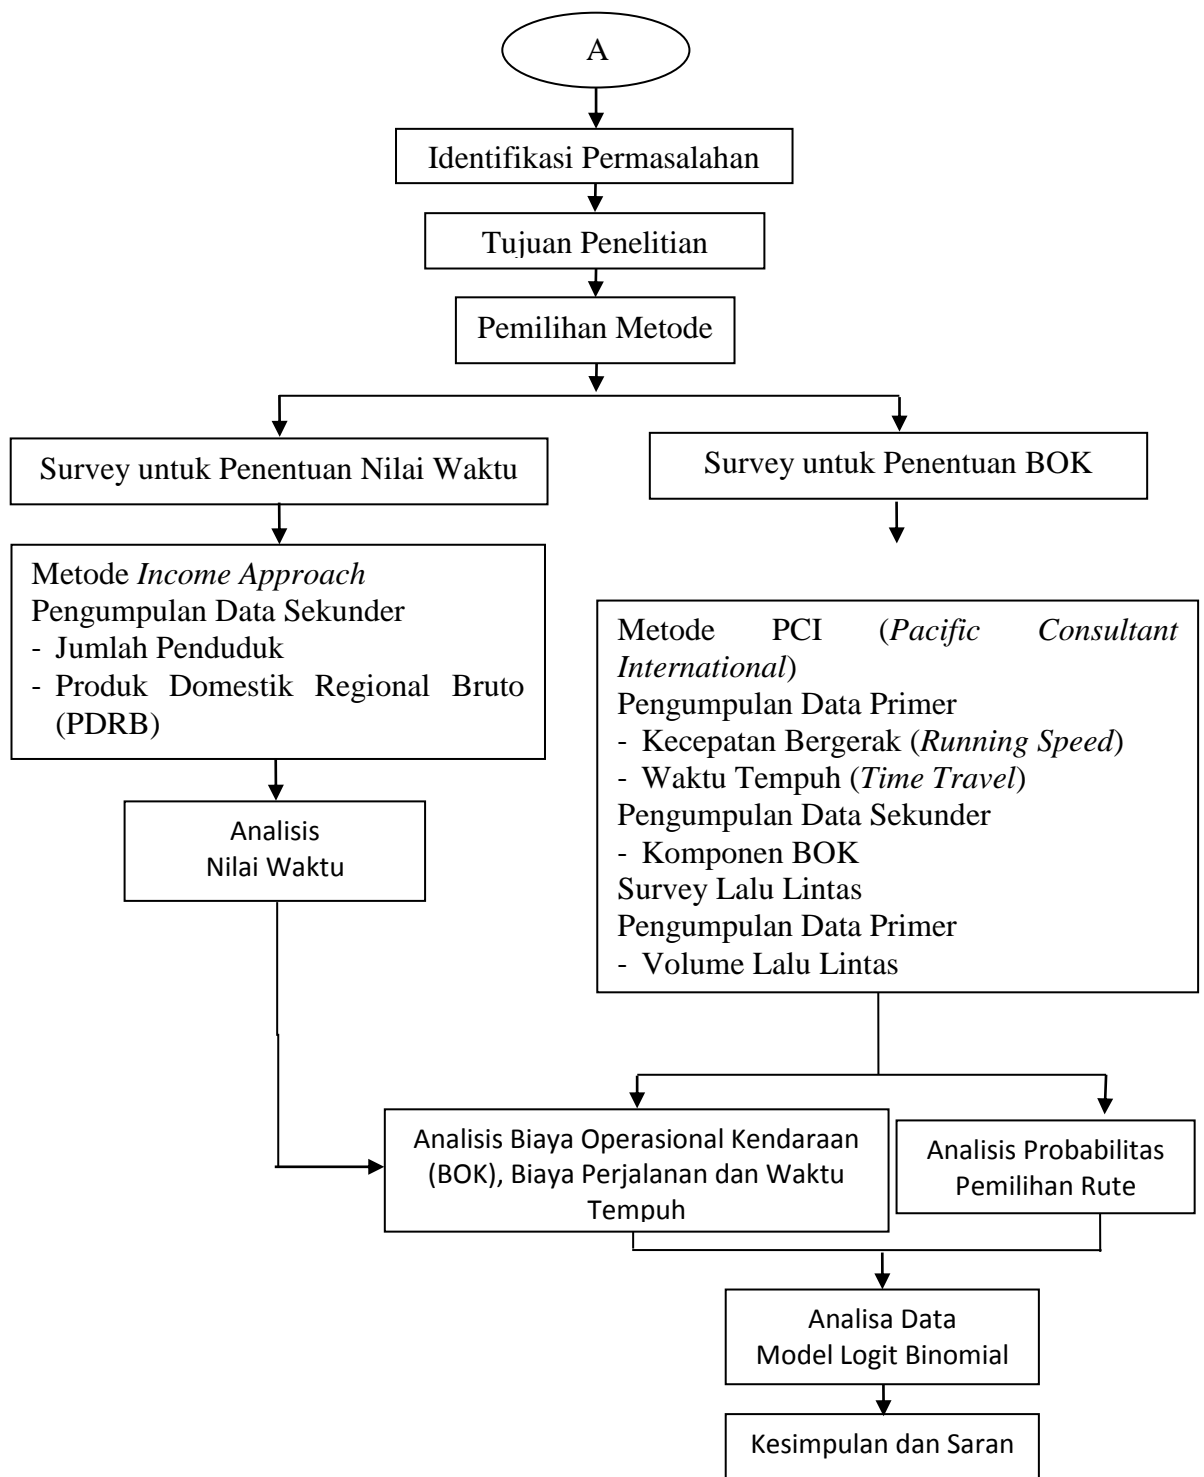 A
Identifikasi Permasalahan
Tujuan Penelitian
Pemilihan Metode
Survey untuk Penentuan Nilai Waktu
Survey untuk Penentuan BOK
Metode Income Approach
Pengumpulan Data Sekunder
- Jumlah Penduduk
- Produk Domestik Regional Bruto
(PDRB)
Metode PCI (Pacific Consultant
International)
Pengumpulan Data Primer
- Kecepatan Bergerak (Running Speed)
- Waktu Tempuh (Time Travel)
Pengumpulan Data Sekunder
- Komponen BOK
Survey Lalu Lintas
Pengumpulan Data Primer
- Volume Lalu Lintas
Analisis
Nilai Waktu
Analisis Biaya Operasional Kendaraan
(BOK), Biaya Perjalanan dan Waktu
Tempuh
Analisis Probabilitas
Pemilihan Rute
Analisa Data
Model Logit Binomial
Kesimpulan dan Saran